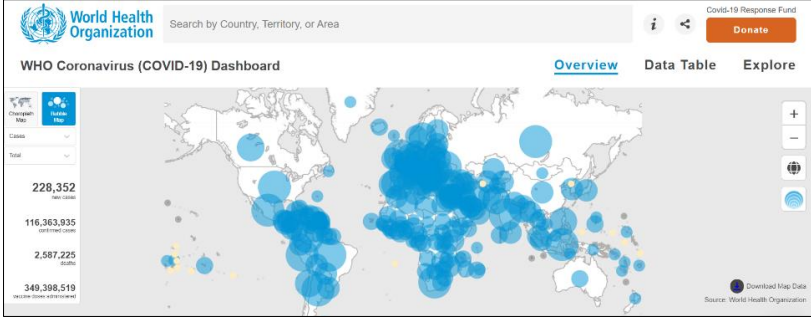 World Health
Organization
Search by Country, Territory, or Area
i
Covid-19 Response Fund
Donate
WHO Coronavirus (COVID-19) Dashboard
Overview
Data Table
Explore
Choropleth
Map
Bubble
Map
Cases
Total
+
−
228,352
new cases
116,363,935
confirmed cases
2,587,225
deaths
349,398,519
vaccine doses administered
Download Map Data
Source: World Health Organization